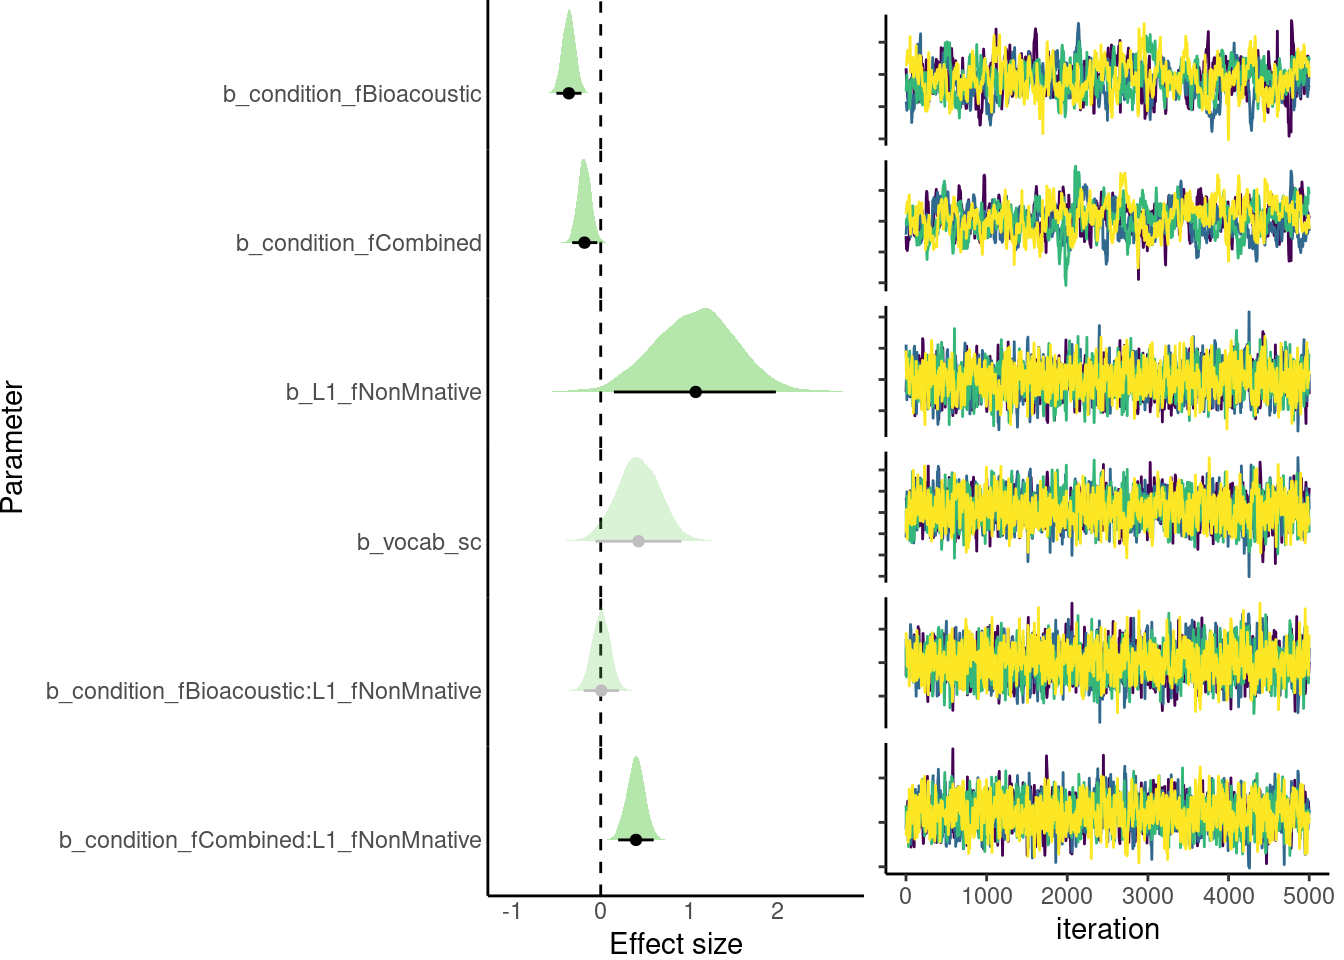 Parameter
b_condition_fBioacoustic
b_condition_fCombined
b_L1_fNonMnative
b_vocab_sc
b_condition_fBioacoustic:L1_fNonMnative
b_condition_fCombined:L1_fNonMnative
-1 0 1 2
Effect size
0 1000 2000 3000 4000 5000
iteration